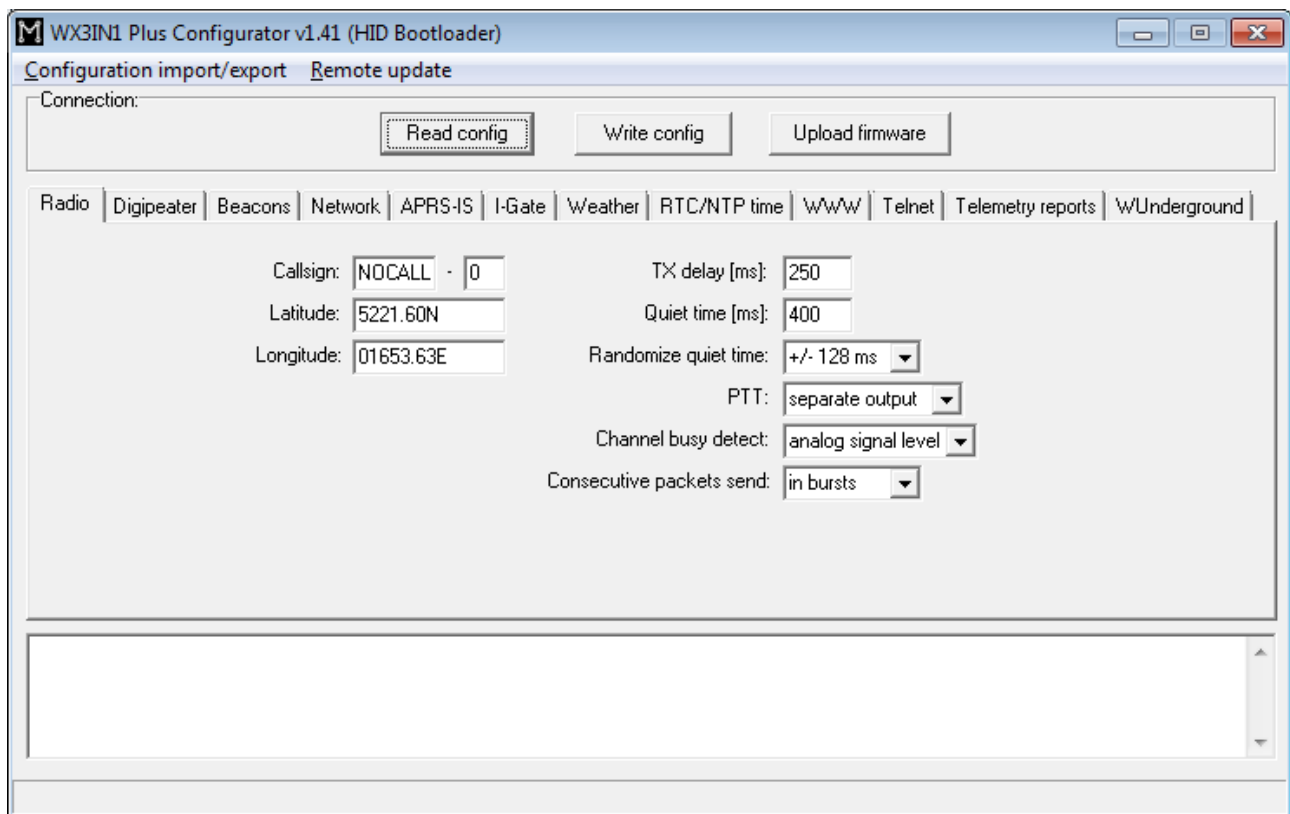 WX3IN1 Plus Configurator v1.41 (HID Bootloader)
Configuration import/export Remote update
Connection:
Read config Write config Upload firmware
Radio Digipeater Beacons Network APRS-IS I-Gate Weather RTC/NTP time WWW Telnet Telemetry reports WUnderground
Callsign: NOCALL - 0 TX delay [ms]: 250
Latitude: 5221.60N Quiet time [ms]: 400
Longitude: 01653.63E Randomize quiet time: +/- 128 ms
PTT: separate output
Channel busy detect: analog signal level
Consecutive packets send: in bursts